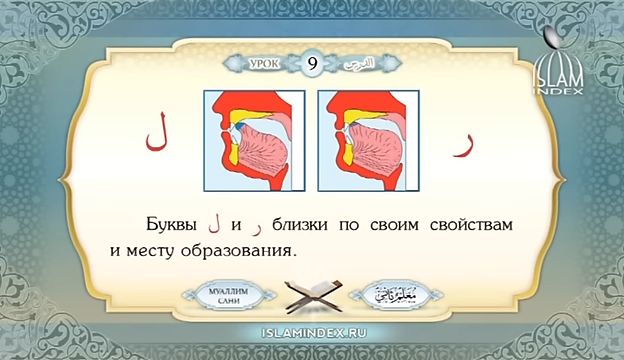 ISLAM
INDEX
УРОК 9 الدرس
ل ر
Буквы ل и ر близки по своим свойствам
и месту образования.
МУАЛЛИМ
САНИ
معلم ثاني
ISLAMINDEX.RU